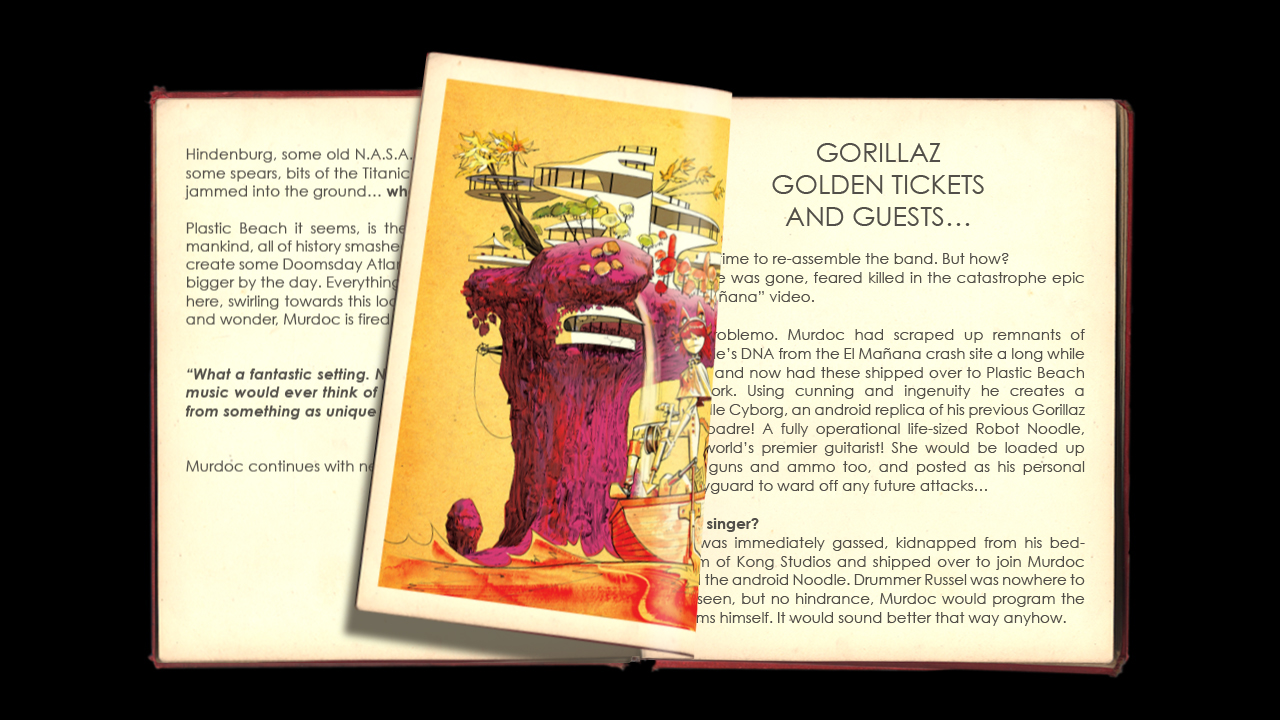 Hindenburg, some old N.A.S.A.
some spears, bits of the Titanic
jammed into the ground… wh
Plastic Beach it seems, is the
mankind, all of history smashe
create some Doomsday Atlan
bigger by the day. Everything
here, swirling towards this loc
and wonder, Murdoc is fired
“What a fantastic setting. N
music would ever think of
from something as unique
Murdoc continues with ne
GORILLAZ
GOLDEN TICKETS
AND GUESTS…
ime to re-assemble the band. But how?
e was gone, feared killed in the catastrophe epic
ñana” video.
oblemo. Murdoc had scraped up remnants of
le’s DNA from the El Mañana crash site a long while
and now had these shipped over to Plastic Beach
ork. Using cunning and ingenuity he creates a
le Cyborg, an android replica of his previous Gorillaz
padre! A fully operational life-sized Robot Noodle,
world’s premier guitarist! She would be loaded up
guns and ammo too, and posted as his personal
yguard to ward off any future attacks…
singer?
was immediately gassed, kidnapped from his bed-
m of Kong Studios and shipped over to join Murdoc
the android Noodle. Drummer Russel was nowhere to
seen, but no hindrance, Murdoc would program the
ms himself. It would sound better that way anyhow.